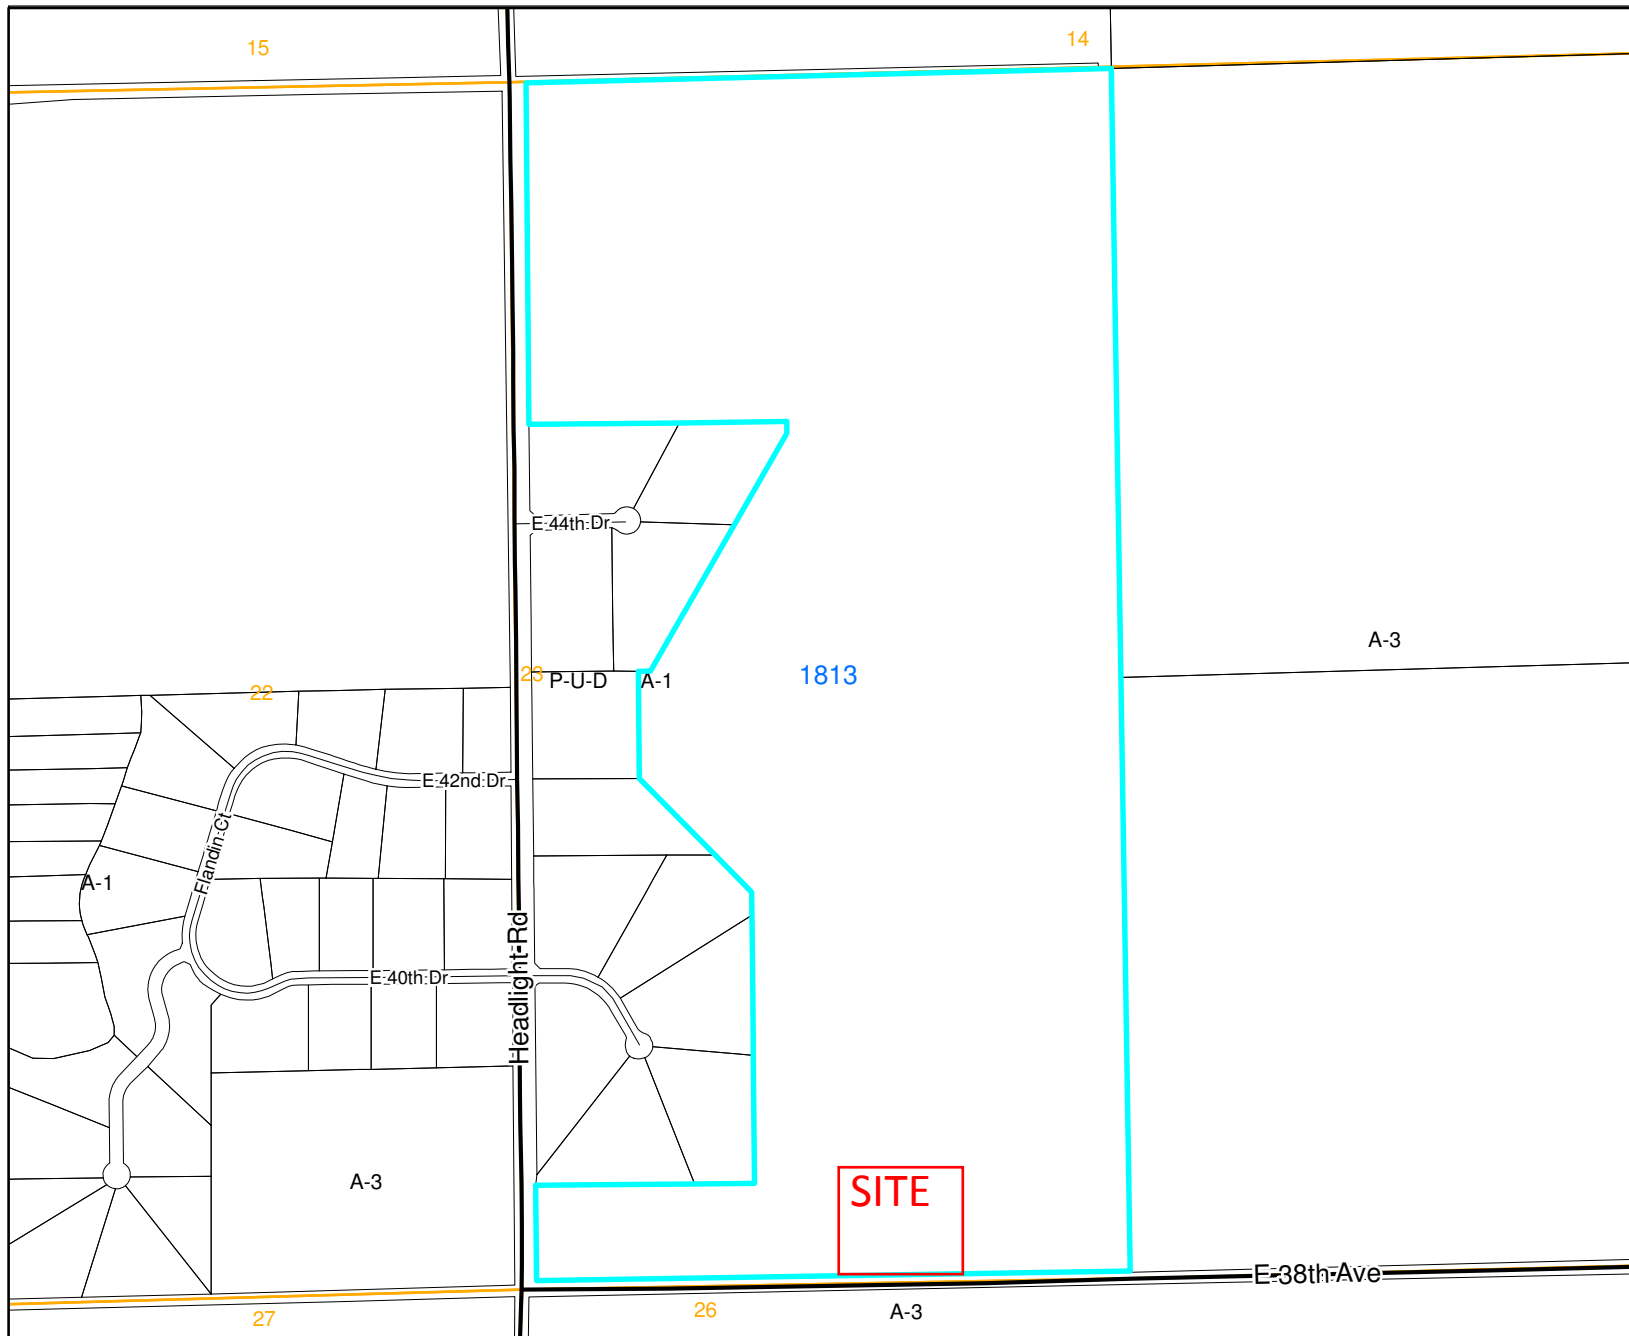 15
14
E 44th Dr
A-3
23
P-U-D
A-1
1813
22
E 42nd Dr
Flandin Ct
A-1
Headlight Rd
E 40th Dr
A-3
SITE
E 38th Ave
27
26
A-3